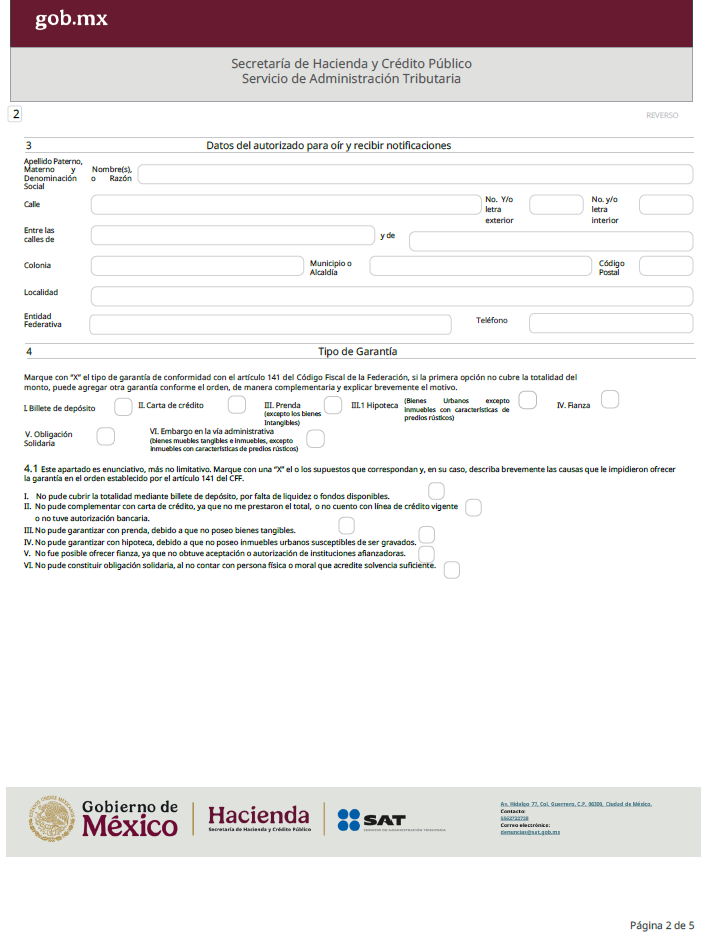 gob.mx
Secretaría de Hacienda y Crédito Público
Servicio de Administración Tributaria
2
REVERSO
3 Datos del autorizado para oír y recibir notificaciones
Apellido Paterno,
Materno y Nombre(s),
Denominación o Razón
Social
Calle
No. Y/o
letra
exterior
No. y/o
letra
interior
Entre las
calles de
y de
Colonia
Municipio o
Alcaldía
Código
Postal
Localidad
Entidad
Federativa
Teléfono
4 Tipo de Garantía
Marque con "X" el tipo de garantía de conformidad con el artículo 141 del Código Fiscal de la Federación, si la primera opción no cubre la totalidad del
monto, puede agregar otra garantía conforme el orden, de manera complementaria y explicar brevemente el motivo.
I. Billete de depósito
II. Carta de crédito
III. Prenda
(excepto los bienes
Intangibles)
III.1 Hipoteca
(Bienes Urbanos excepto
inmuebles con características de
predios rústicos)
IV. Fianza
V. Obligación
Solidaria
VI. Embargo en la vía administrativa
(bienes muebles tangibles e inmuebles, excepto
inmuebles con características de predios rústicos)
4.1 Este apartado es enunciativo, más no limitativo. Marque con una "X" el o los supuestos que correspondan y, en su caso, describa brevemente las causas que le impidieron ofrecer
la garantía en el orden establecido por el artículo 141 del CFF.
I. No pude cubrir la totalidad mediante billete de depósito, por falta de liquidez o fondos disponibles.
II. No pude complementar con carta de crédito, ya que no me prestaron el total, o no cuento con línea de crédito vigente
o no tuve autorización bancaria.
III. No pude garantizar con prenda, debido a que no poseo bienes tangibles.
IV. No pude garantizar con hipoteca, debido a que no poseo inmuebles urbanos susceptibles de ser gravados.
V. No fue posible ofrecer fianza, ya que no obtuve aceptación o autorización de instituciones afianzadoras.
VI. No pude constituir obligación solidaria, al no contar con persona física o moral que acredite solvencia suficiente.
Gobierno de
México
Hacienda
Secretaría de Hacienda y Crédito Público
SAT
SERVICIO DE ADMINISTRACIÓN TRIBUTARIA
Av. Hidalgo 77, Col. Guerrero, C.P. 06300, Ciudad de México.
Contacto:
Correo electrónico:
denuncias@sat.gob.mx
Página 2 de 5